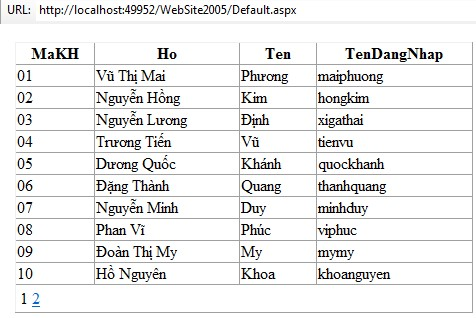 URL: http://localhost:49952/WebSite2005/Default.aspx
MaKH Ho Ten TenDangNhap
01 Vũ Thị Mai Phương maiphuong
02 Nguyễn Hồng Kim hongkim
03 Nguyễn Lương Định xigathai
04 Trương Tiến Vũ tienvu
05 Dương Quốc Khánh quockhanh
06 Đặng Thành Quang thanhquang
07 Nguyễn Minh Duy minhduy
08 Phan Vĩ Phúc viphuc
09 Đoàn Thị My My mymy
10 Hồ Nguyên Khoa khoanguyen
1 2